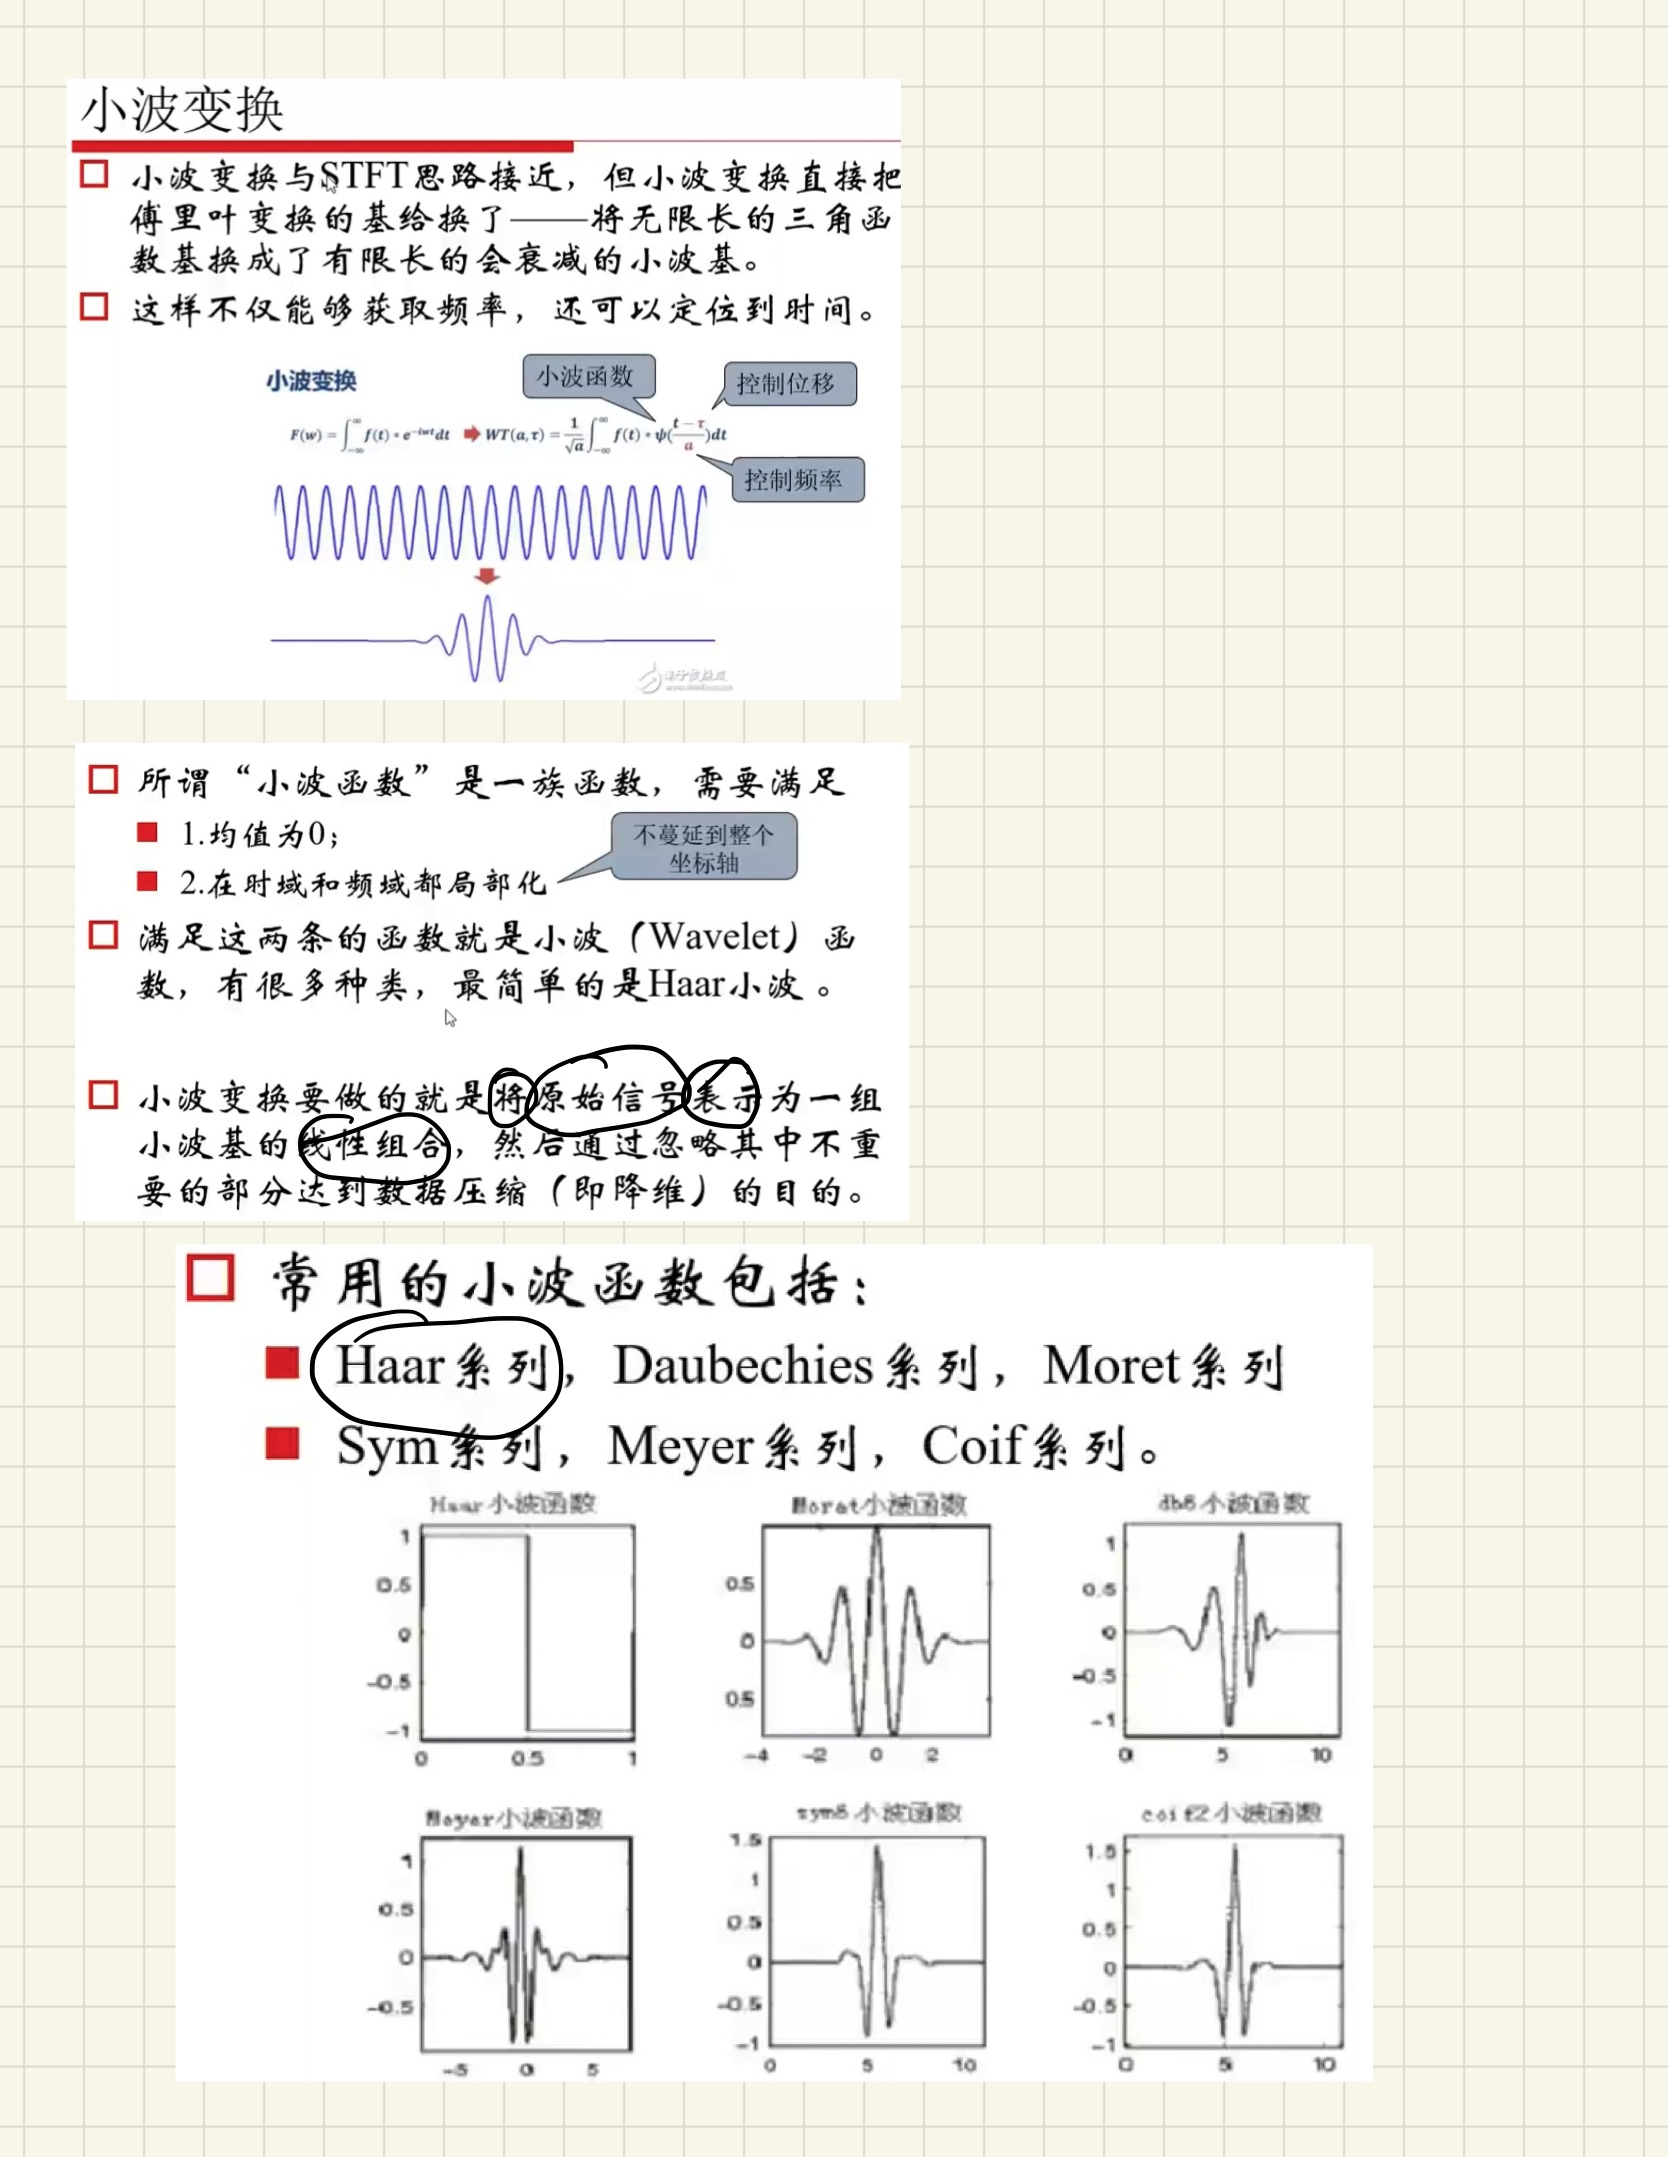 小波变换
小波变换与STFT思路接近，但小波变换直接把
傅里叶变换的基给换了——将无限长的三角函
数基换成了有限长的会衰减的小波基。
这样不仅能够获取频率，还可以定位到时间。
小波变换
小波函数
控制位移
F(w) = ∫_{-∞}^{∞} f(t) * e^{-iwt} dt ➡ WT(a,τ) = \frac{1}{√a} ∫_{-∞}^{∞} f(t) * ψ(\frac{t-τ}{a}) dt
控制频率
所谓“小波函数”是一族函数，需要满足
1.均值为0；
2.在时域和频域都局部化
不蔓延到整个
坐标轴
满足这两条的函数就是小波（Wavelet）函
数，有很多种类，最简单的是Haar小波。
小波变换要做的就是将原始信号表示为一组
小波基的线性组合，然后通过忽略其中不重
要的部分达到数据压缩（即降维）的目的。
常用的小波函数包括：
Haar系列，Daubechies系列，Moret系列
Sym系列，Meyer系列，Coif系列。
Haar小波函数
1
0.5
0
-0.5
-1
0 0.5 1
Morat小波函数
0.5
0
0.5
-4 -2 0 2
db6小波函数
1
0.5
0
-0.5
-1
0 5 10
Meyer小波函数
1
0.5
0
-0.5
-5 0 5
sym6小波函数
1.5
1
0.5
0
-0.5
-1
0 5 10
coif2小波函数
1.5
1
0.5
0
-0.5
-1
0 5 10